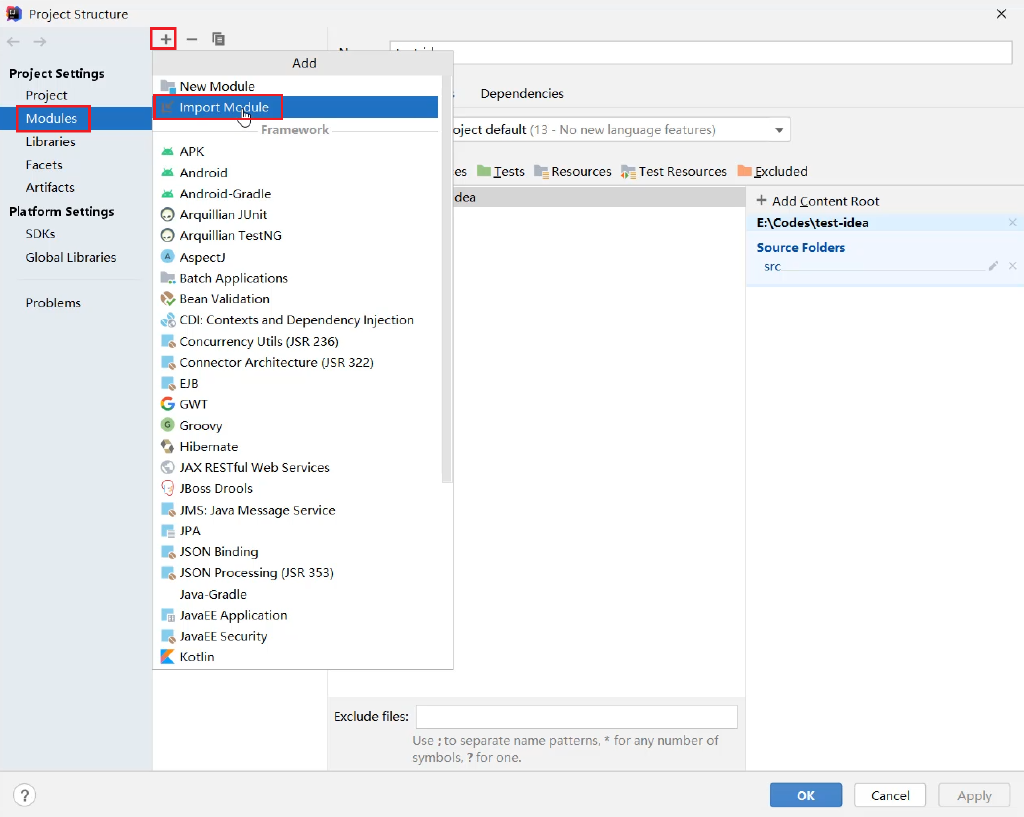 Project Structure
Project Settings
Project
Modules
Libraries
Facets
Artifacts
Platform Settings
SDKs
Global Libraries
Problems
Add
New Module
Import Module
Framework
APK
Android
Android-Gradle
Arquillian JUnit
Arquillian TestNG
AspectJ
Batch Applications
Bean Validation
CDI: Contexts and Dependency Injection
Concurrency Utils (JSR 236)
Connector Architecture (JSR 322)
EJB
GWT
Groovy
Hibernate
JAX RESTful Web Services
JBoss Drools
JMS: Java Message Service
JPA
JSON Binding
JSON Processing (JSR 353)
Java-Gradle
JavaEE Application
JavaEE Security
Kotlin
Dependencies
oject default (13 - No new language features)
es Tests Resources Test Resources Excluded
idea
+ Add Content Root
E:\Codes\test-idea
Source Folders
src
Exclude files:
Use ; to separate name patterns, * for any number of
symbols, ? for one.
?
OK Cancel Apply